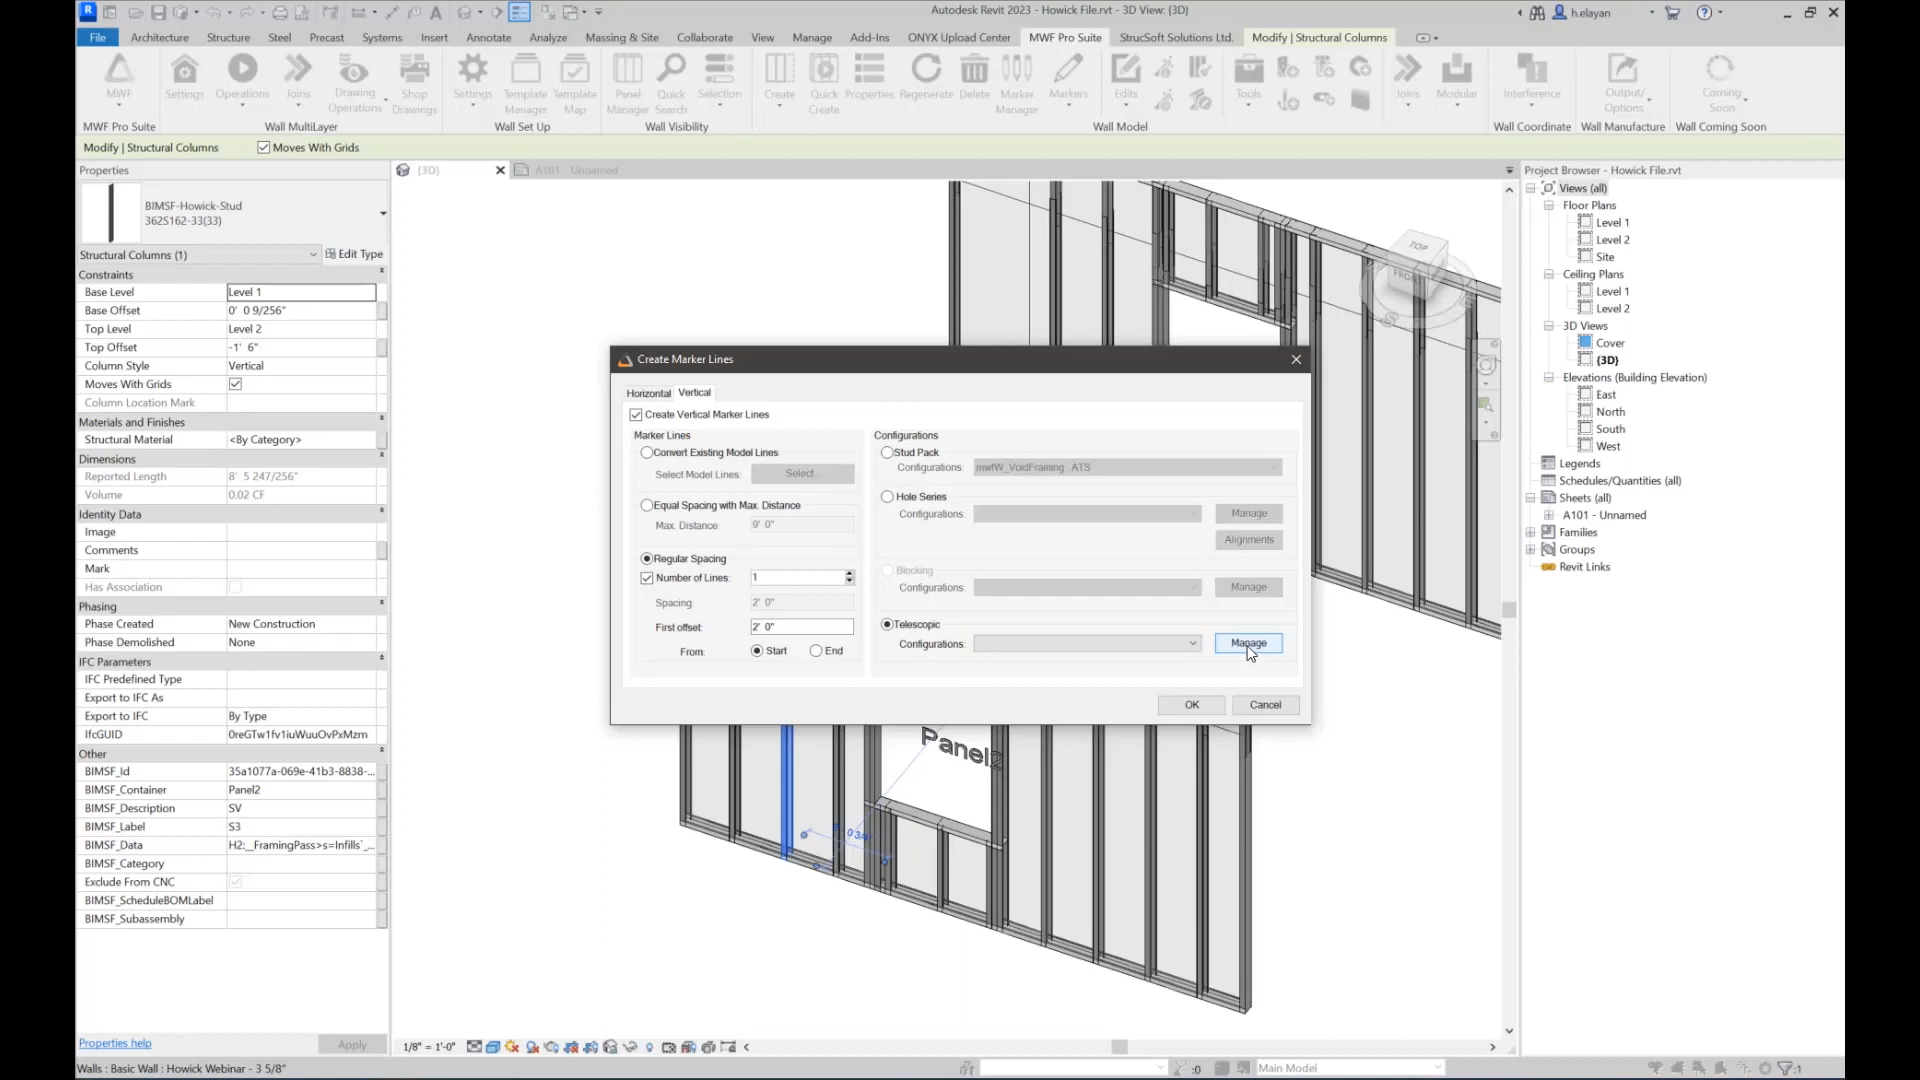 Autodesk Revit 2023 - Howick File.rvt - 3D View: {3D}
h.elayan
File Architecture Structure Steel Precast Systems Insert Annotate Analyze Massing & Site Collaborate View Manage Add-Ins ONYX Upload Center MWF Pro Suite StrucSoft Solutions Ltd. Modify | Structural Columns
MWF Settings Operations Joins Drawing Operations Shop Drawings Settings Template Manager Template Map Panel Manager Quick Search Selection Create Quick Create Properties Regenerate Delete Marker Manager Markers Edits Tools Joins Modular Interference Output/ Options Coming Soon
MWF Pro Suite Wall MultiLayer Wall Set Up Wall Visibility Wall Model Wall Coordinate Wall Manufacture Wall Coming Soon
Modify | Structural Columns Moves With Grids
Properties
BIMSF-Howick-Stud
362S162-33(33)
Structural Columns (1) Edit Type
Constraints
Base Level Level 1
Base Offset 0' 0 9/256"
Top Level Level 2
Top Offset -1' 6"
Column Style Vertical
Moves With Grids
Column Location Mark
Materials and Finishes
Structural Material <By Category>
Dimensions
Reported Length 8' 5 247/256"
Volume 0.02 CF
Identity Data
Image
Comments
Mark
Has Association
Phasing
Phase Created New Construction
Phase Demolished None
IFC Parameters
IFC Predefined Type
Export to IFC As
Export to IFC By Type
IfcGUID 0reGTw1fv1iuWuuOvPxMzm
Other
BIMSF_Id 35a1077a-069e-41b3-8838-...
BIMSF_Container Panel2
BIMSF_Description SV
BIMSF_Label S3
BIMSF_Data H2:__FramingPass>s=Infills`_...
BIMSF_Category
Exclude From CNC
BIMSF_ScheduleBOMLabel
BIMSF_Subassembly
Properties help Apply
{3D} A101 - Unnamed
TOP
FRONT
S
Create Marker Lines
Horizontal Vertical
Create Vertical Marker Lines
Marker Lines
Convert Existing Model Lines
Select Model Lines: Select...
Equal Spacing with Max. Distance
Max. Distance: 9' 0"
Regular Spacing
Number of Lines: 1
Spacing: 2' 0"
First offset: 2' 0"
From: Start End
Configurations
Stud Pack
Configurations: mwfW_VoidFraming : ATS
Hole Series
Configurations: Manage
Alignments
Blocking
Configurations: Manage
Telescopic
Configurations: Manage
OK Cancel
Panel2
Project Browser - Howick File.rvt
Views (all)
Floor Plans
Level 1
Level 2
Site
Ceiling Plans
Level 1
Level 2
3D Views
Cover
{3D}
Elevations (Building Elevation)
East
North
South
West
Legends
Schedules/Quantities (all)
Sheets (all)
A101 - Unnamed
Families
Groups
Revit Links
1/8" = 1'-0"
Walls : Basic Wall : Howick Webinar - 3 5/8" :0 Main Model :1